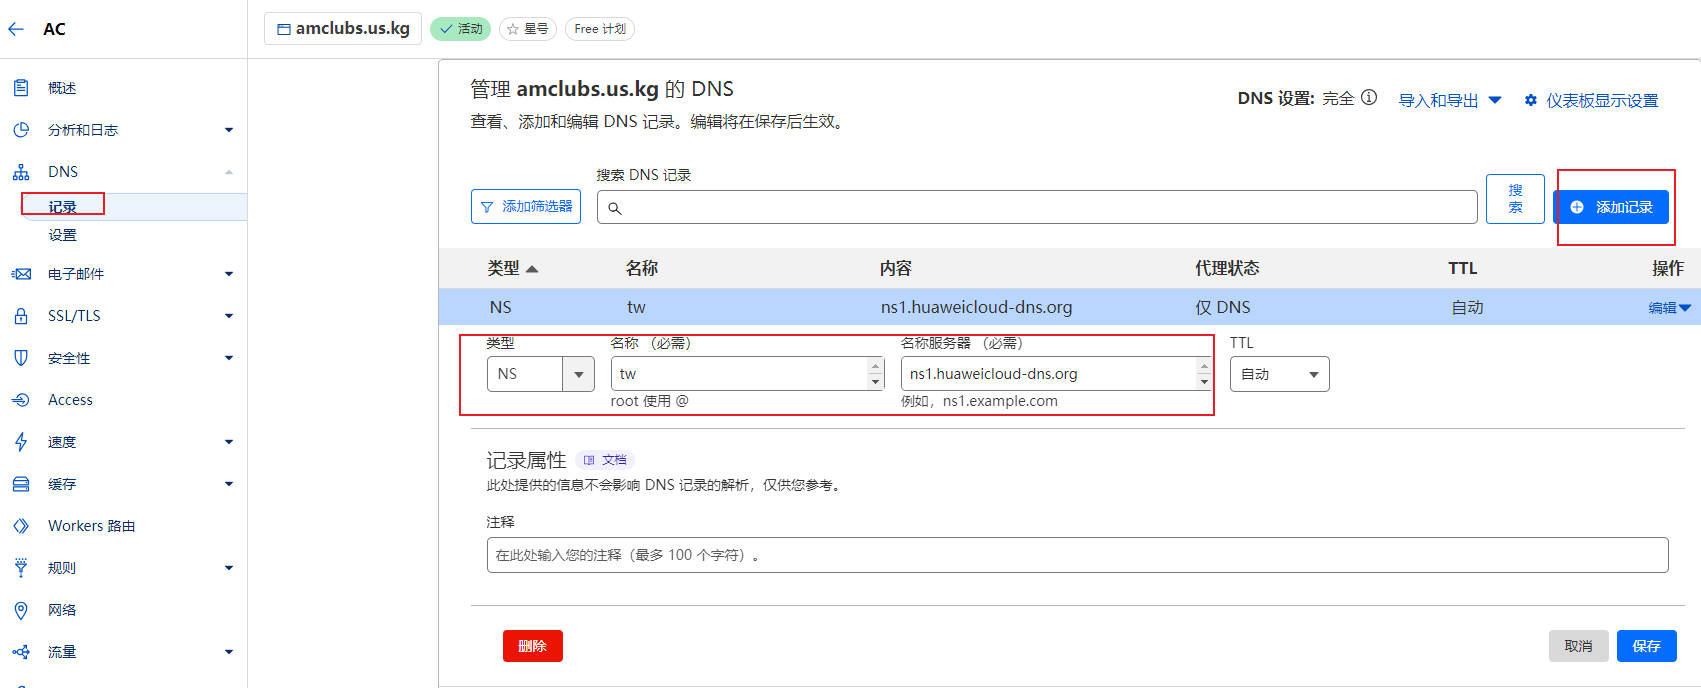 AC
amclubs.us.kg
活动
星号
Free 计划
概述
分析和日志
DNS
记录
设置
电子邮件
SSL/TLS
安全性
Access
速度
缓存
Workers 路由
规则
网络
流量
管理 amclubs.us.kg 的 DNS
查看、添加和编辑 DNS 记录。编辑将在保存后生效。
DNS 设置: 完全
导入和导出
仪表板显示设置
搜索 DNS 记录
添加筛选器
搜
索
添加记录
类型 名称 内容 代理状态 TTL 操作
NS tw ns1.huaweicloud-dns.org 仅 DNS 自动 编辑
类型 名称 （必需） 名称服务器 （必需） TTL
NS tw ns1.huaweicloud-dns.org 自动
root 使用 @ 例如，ns1.example.com
记录属性 文档
此处提供的信息不会影响 DNS 记录的解析，仅供您参考。
注释
在此处输入您的注释（最多 100 个字符）。
删除 取消 保存